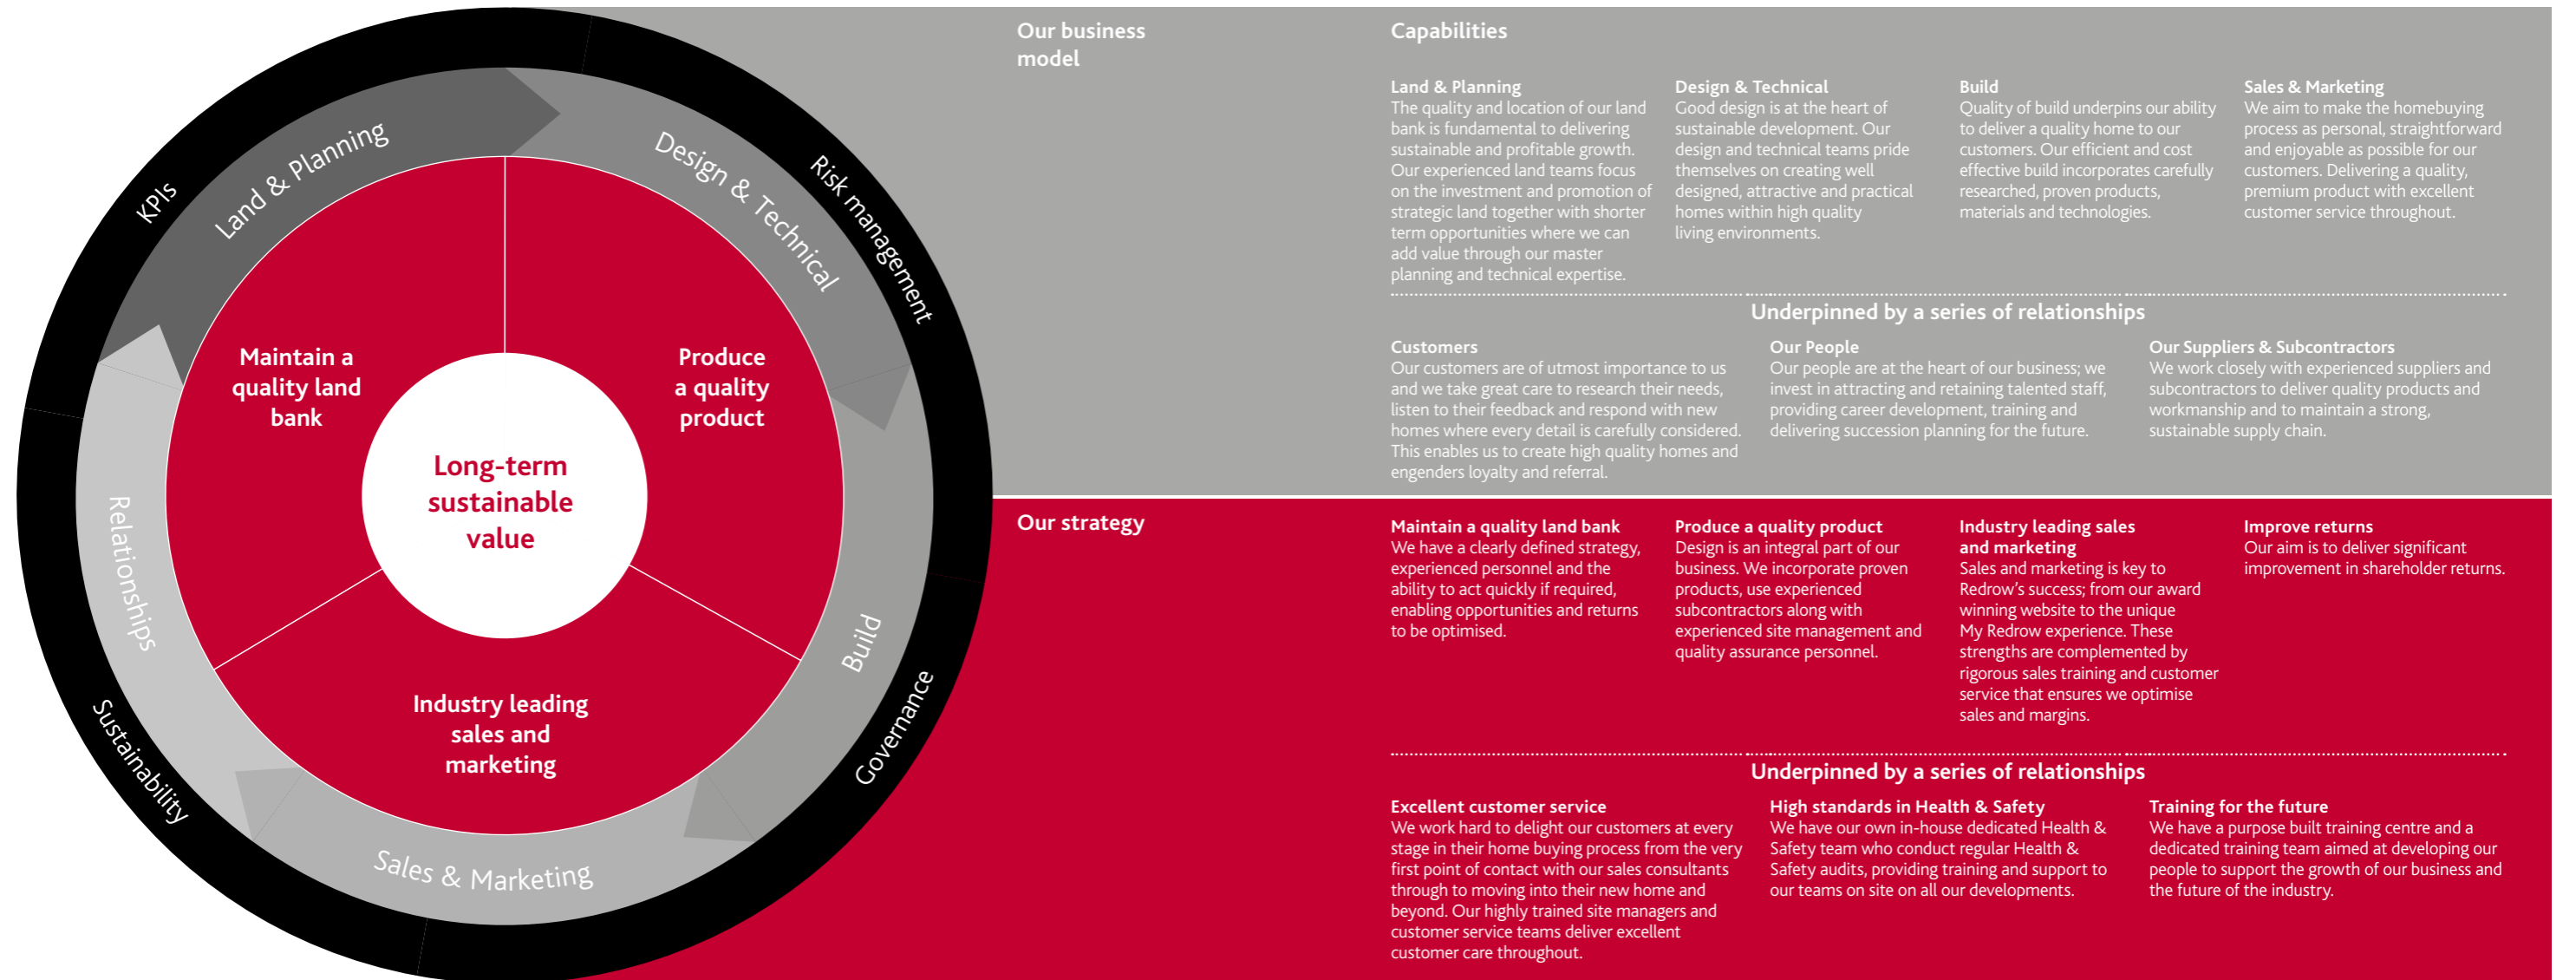 KPIs
Risk management
Governance
Sustainability
Land & Planning
Design & Technical
Build
Sales & Marketing
Relationships
Maintain a
quality land
bank
Produce
a quality
product
Industry leading
sales and
marketing
Long-term
sustainable
value
Our business
model
Capabilities
Land & Planning
The quality and location of our land
bank is fundamental to delivering
sustainable and profitable growth.
Our experienced land teams focus
on the investment and promotion of
strategic land together with shorter
term opportunities where we can
add value through our master
planning and technical expertise.
Design & Technical
Good design is at the heart of
sustainable development. Our
design and technical teams pride
themselves on creating well
designed, attractive and practical
homes within high quality
living environments.
Build
Quality of build underpins our ability
to deliver a quality home to our
customers. Our efficient and cost
effective build incorporates carefully
researched, proven products,
materials and technologies.
Sales & Marketing
We aim to make the homebuying
process as personal, straightforward
and enjoyable as possible for our
customers. Delivering a quality,
premium product with excellent
customer service throughout.
Underpinned by a series of relationships
Customers
Our customers are of utmost importance to us
and we take great care to research their needs,
listen to their feedback and respond with new
homes where every detail is carefully considered.
This enables us to create high quality homes and
engenders loyalty and referral.
Our People
Our people are at the heart of our business; we
invest in attracting and retaining talented staff,
providing career development, training and
delivering succession planning for the future.
Our Suppliers & Subcontractors
We work closely with experienced suppliers and
subcontractors to deliver quality products and
workmanship and to maintain a strong,
sustainable supply chain.
Our strategy
Maintain a quality land bank
We have a clearly defined strategy,
experienced personnel and the
ability to act quickly if required,
enabling opportunities and returns
to be optimised.
Produce a quality product
Design is an integral part of our
business. We incorporate proven
products, use experienced
subcontractors along with
experienced site management and
quality assurance personnel.
Industry leading sales
and marketing
Sales and marketing is key to
Redrow's success; from our award
winning website to the unique
My Redrow experience. These
strengths are complemented by
rigorous sales training and customer
service that ensures we optimise
sales and margins.
Improve returns
Our aim is to deliver significant
improvement in shareholder returns.
Underpinned by a series of relationships
Excellent customer service
We work hard to delight our customers at every
stage in their home buying process from the very
first point of contact with our sales consultants
through to moving into their new home and
beyond. Our highly trained site managers and
customer service teams deliver excellent
customer care throughout.
High standards in Health & Safety
We have our own in-house dedicated Health &
Safety team who conduct regular Health &
Safety audits, providing training and support to
our teams on site on all our developments.
Training for the future
We have a purpose built training centre and a
dedicated training team aimed at developing our
people to support the growth of our business and
the future of the industry.